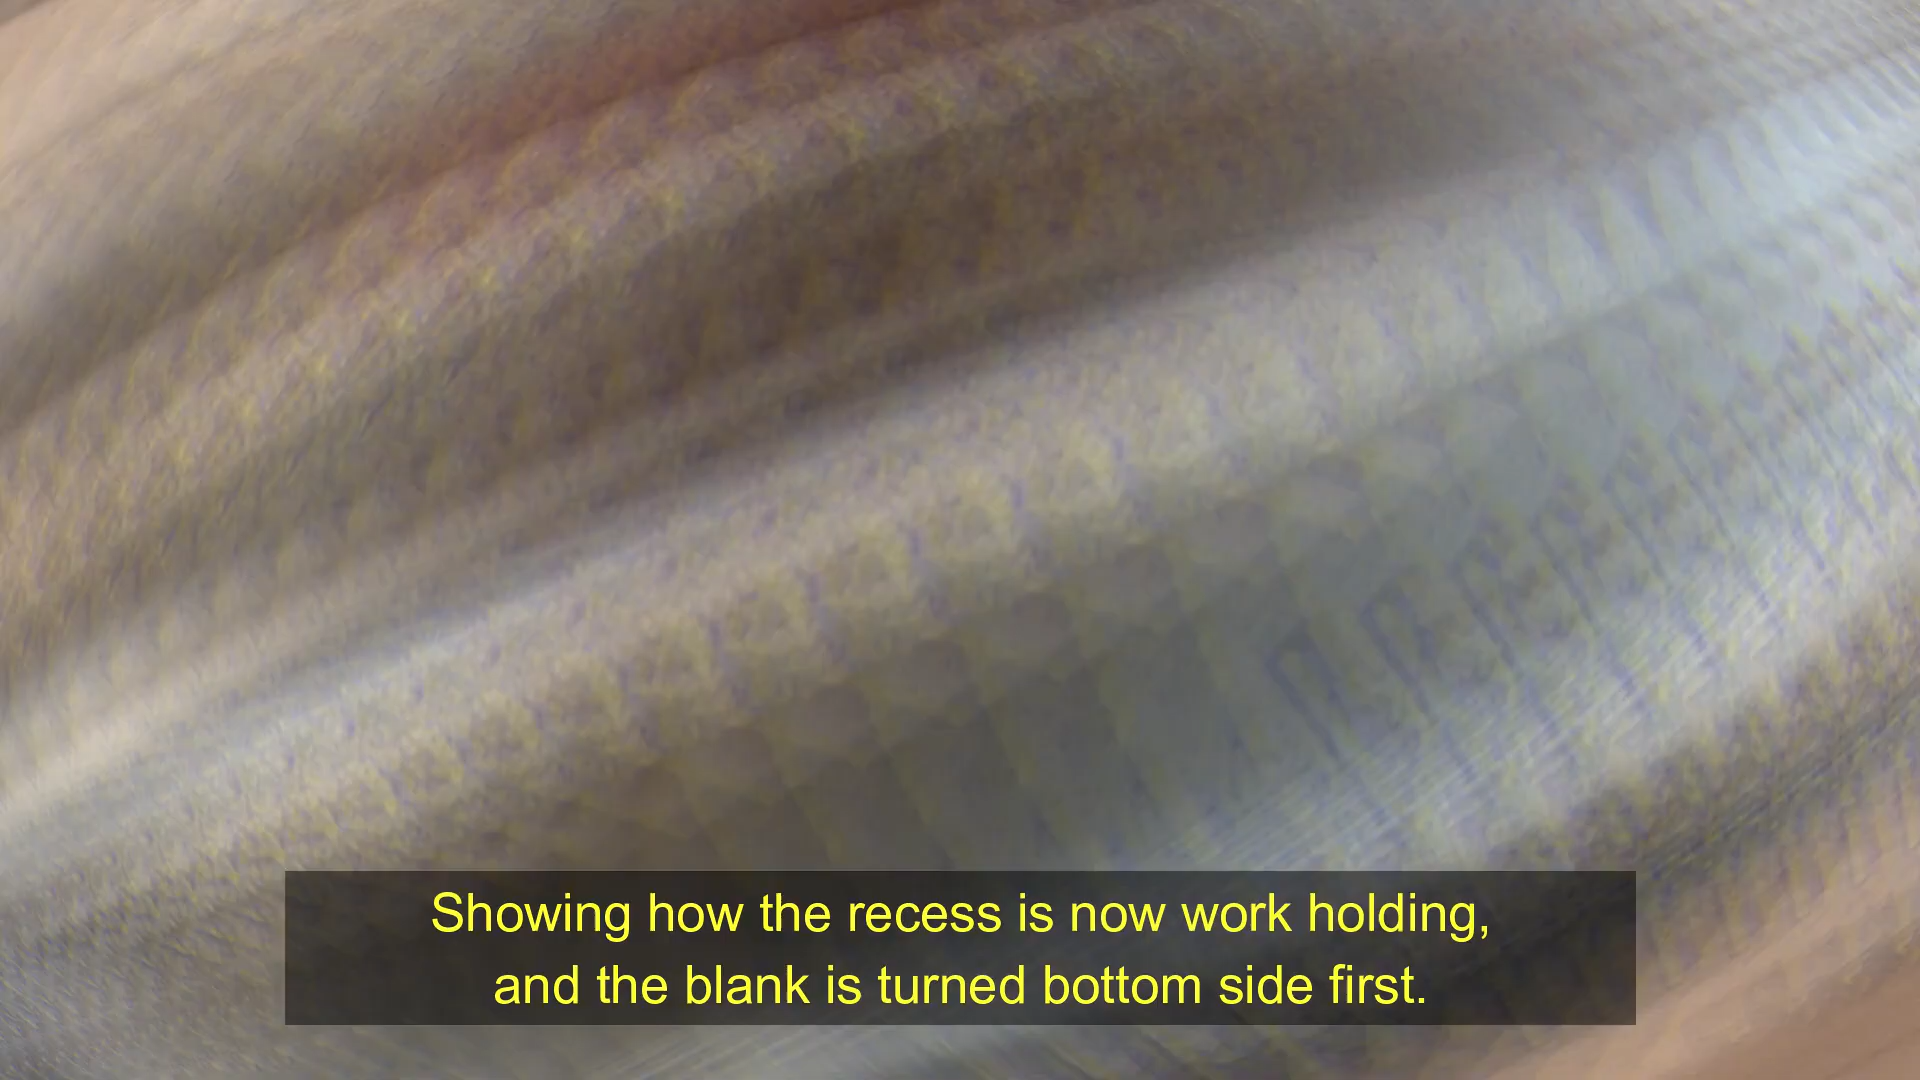 Showing how the recess is now work holding,
and the blank is turned bottom side first.